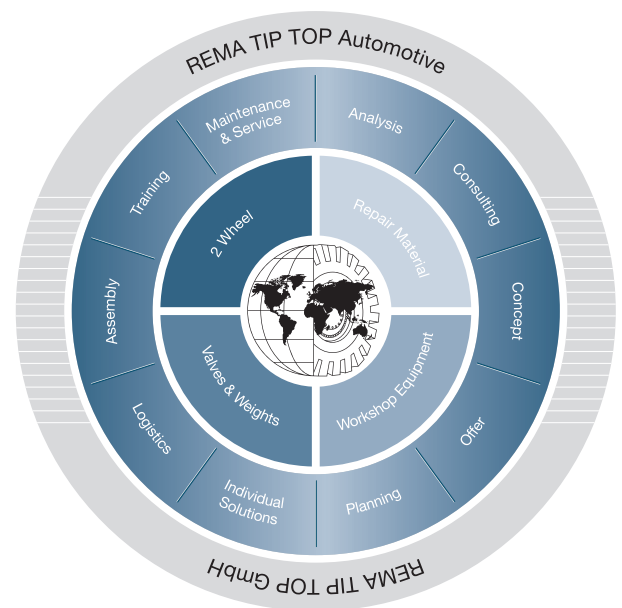 REMA TIP TOP Automotive
Maintenance
& Service
Analysis
Consulting
Concept
Offer
Planning
Individual
Solutions
Logistics
Assembly
Training
2 Wheel
Repair Material
Workshop Equipment
Valves & Weights
REMA TIP TOP GmbH